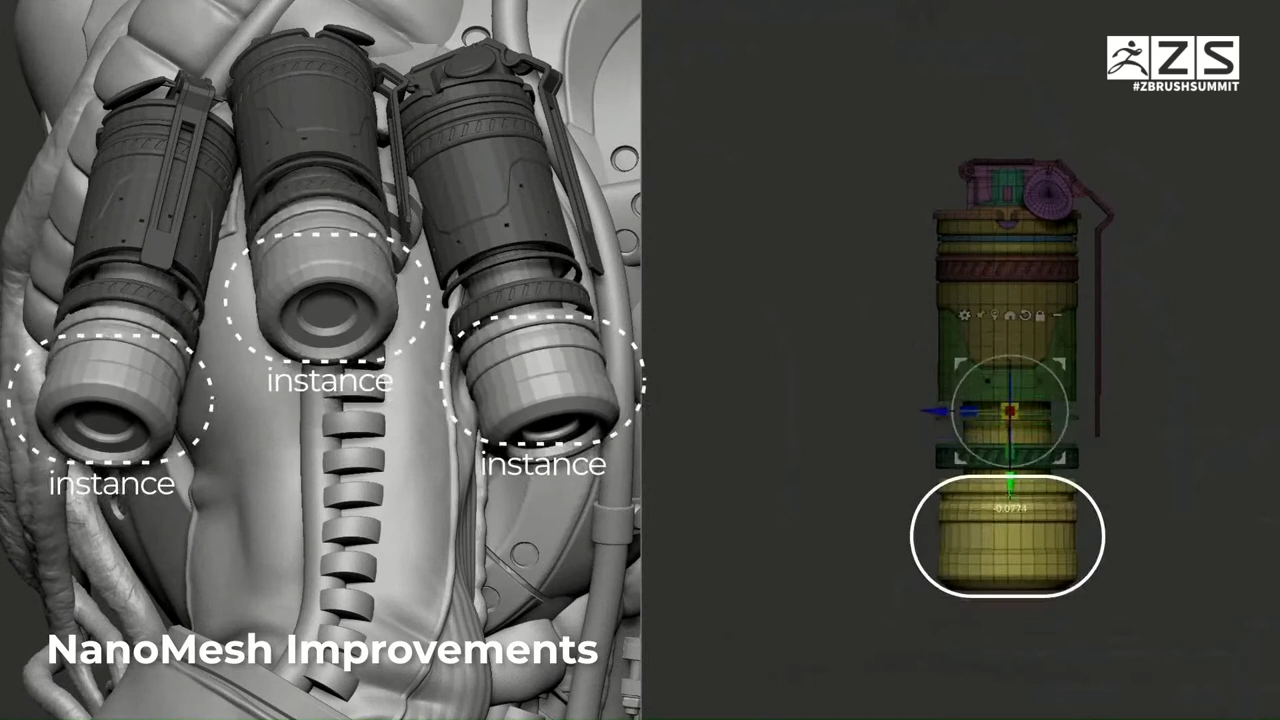 ZS
#ZBRUSHSUMMIT
instance
instance
instance
-0.0774
NanoMesh Improvements